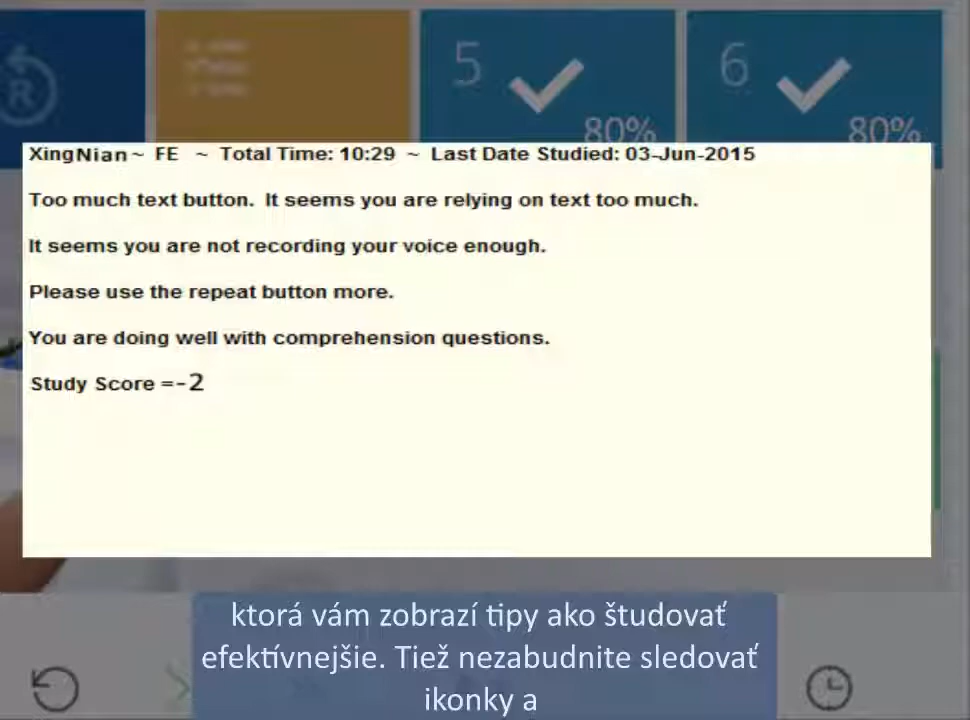 R
5
6
80%
80%
XingNian ~ FE ~ Total Time: 10:29 ~ Last Date Studied: 03-Jun-2015
Too much text button. It seems you are relying on text too much.
It seems you are not recording your voice enough.
Please use the repeat button more.
You are doing well with comprehension questions.
Study Score =-2
ktorá vám zobrazí tipy ako študovať
efektívnejšie. Tiež nezabudnite sledovať
ikonky a